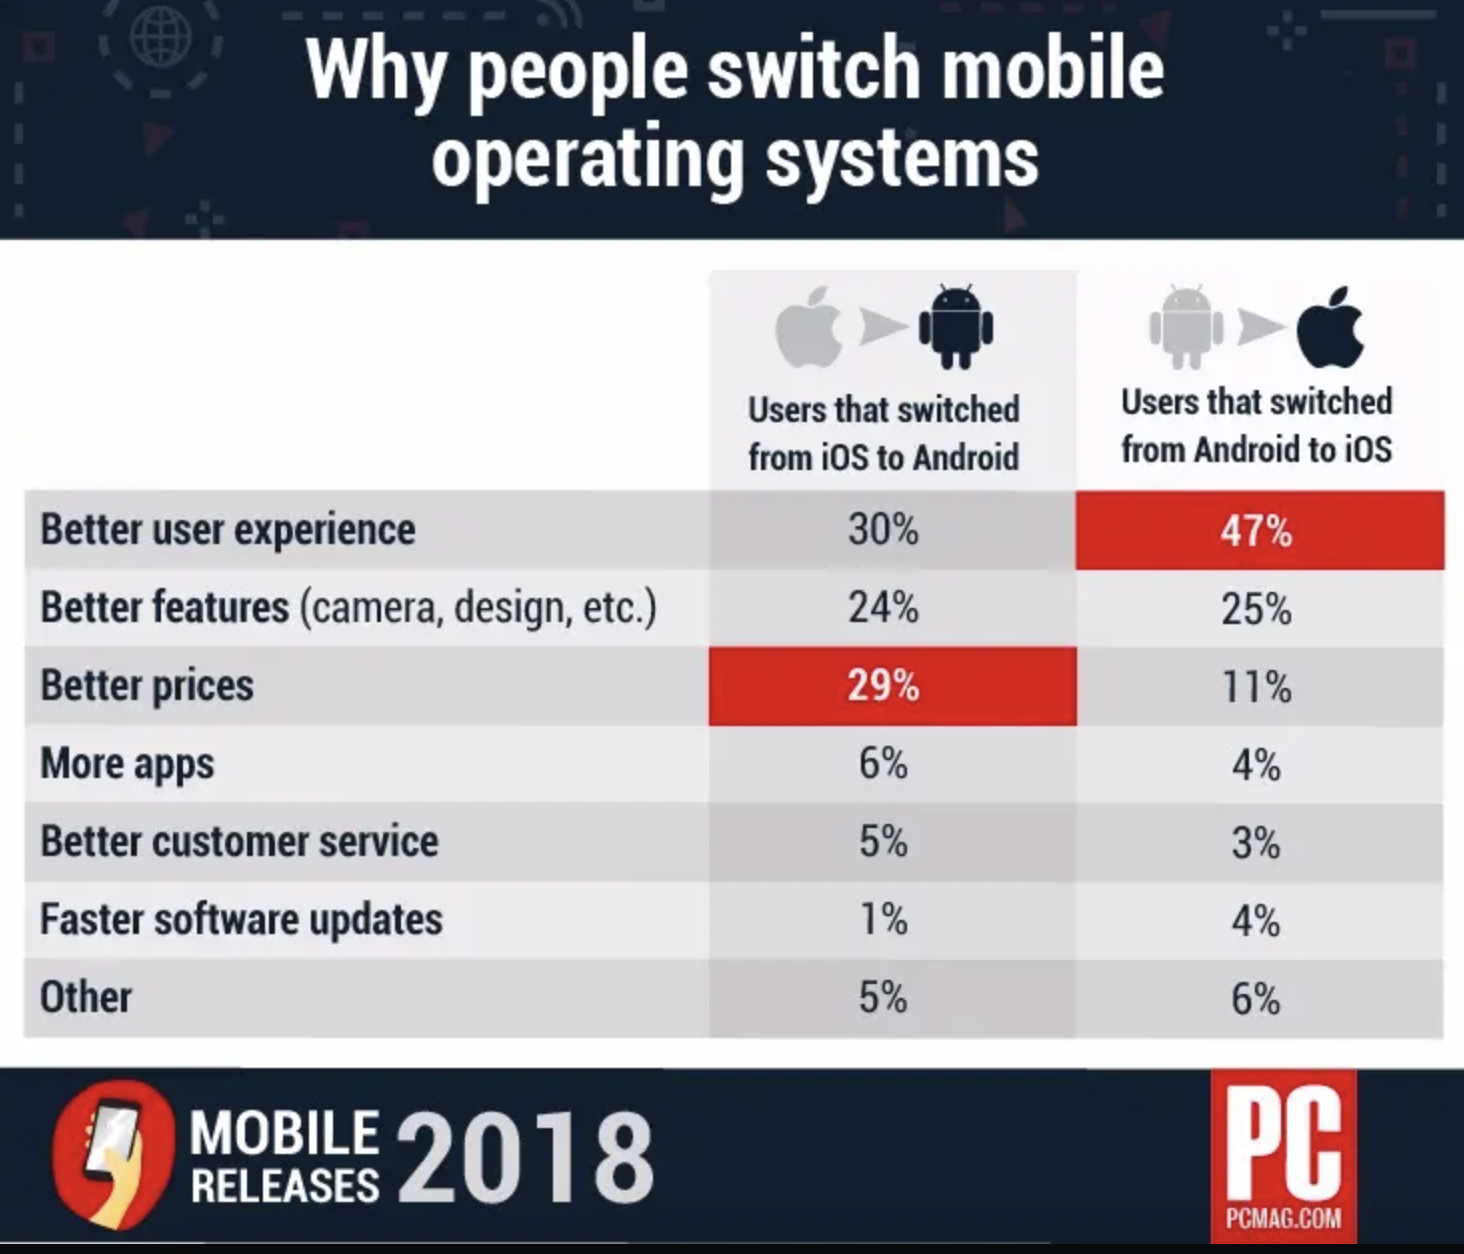 Why people switch mobile
operating systems
Users that switched
from iOS to Android
Users that switched
from Android to iOS
Better user experience 30% 47%
Better features (camera, design, etc.) 24% 25%
Better prices 29% 11%
More apps 6% 4%
Better customer service 5% 3%
Faster software updates 1% 4%
Other 5% 6%
MOBILE
RELEASES
2018
PC
PCMAG.COM